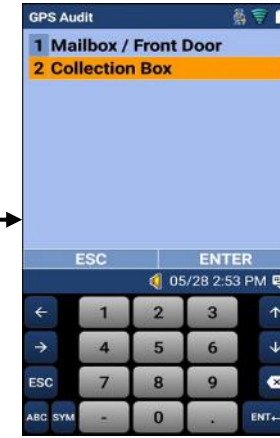 GPS Audit
1 Mailbox / Front Door
2 Collection Box
ESC ENTER
05/28 2:53 PM
← 1 2 3 ↑
→ 4 5 6 ↓
ESC 7 8 9
ABC SYM - 0 . ENT←